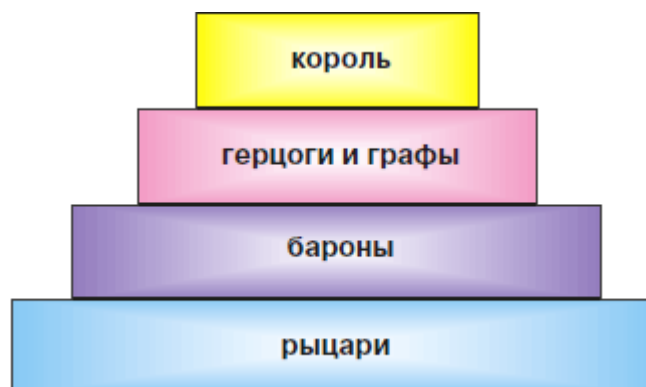 король
герцоги и графы
бароны
рыцари